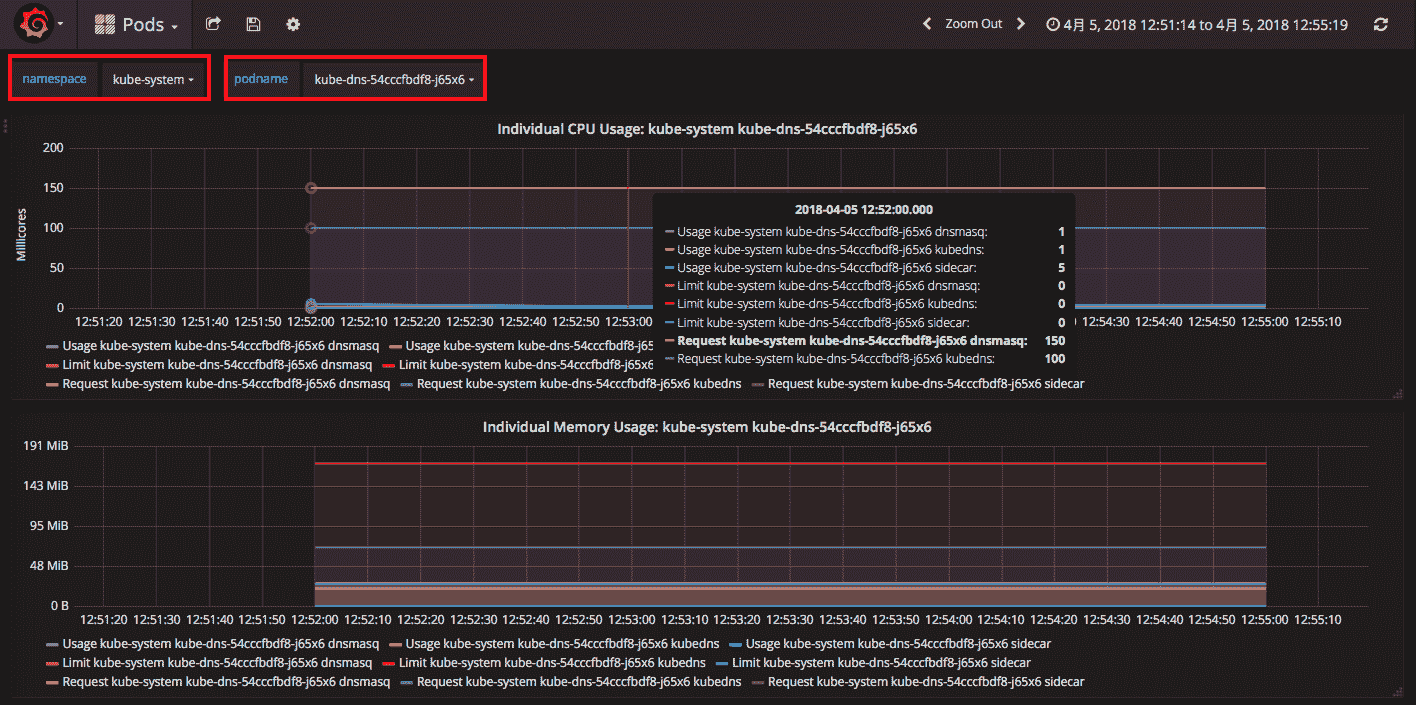 Pods
Zoom Out
4月 5, 2018 12:51:14 to 4月 5, 2018 12:55:19
namespace kube-system podname kube-dns-54cccfbdf8-j65x6
Individual CPU Usage: kube-system kube-dns-54cccfbdf8-j65x6
200
150
100
50
0
Millicores
12:51:20 12:51:30 12:51:40 12:51:50 12:52:00 12:52:10 12:52:20 12:52:30 12:52:40 12:52:50 12:53:00 12:54:30 12:54:40 12:54:50 12:55:00 12:55:10
2018-04-05 12:52:00.000
Usage kube-system kube-dns-54cccfbdf8-j65x6 dnsmasq: 1
Usage kube-system kube-dns-54cccfbdf8-j65x6 kubedns: 1
Usage kube-system kube-dns-54cccfbdf8-j65x6 sidecar: 5
Limit kube-system kube-dns-54cccfbdf8-j65x6 dnsmasq: 0
Limit kube-system kube-dns-54cccfbdf8-j65x6 kubedns: 0
Limit kube-system kube-dns-54cccfbdf8-j65x6 sidecar: 0
Request kube-system kube-dns-54cccfbdf8-j65x6 dnsmasq: 150
Request kube-system kube-dns-54cccfbdf8-j65x6 kubedns: 100
Usage kube-system kube-dns-54cccfbdf8-j65x6 dnsmasq Usage kube-system kube-dns-54cccfbdf8-j65
Limit kube-system kube-dns-54cccfbdf8-j65x6 dnsmasq Limit kube-system kube-dns-54cccfbdf8-j65x6
Request kube-system kube-dns-54cccfbdf8-j65x6 dnsmasq Request kube-system kube-dns-54cccfbdf8-j65x6 kubedns Request kube-system kube-dns-54cccfbdf8-j65x6 sidecar
Individual Memory Usage: kube-system kube-dns-54cccfbdf8-j65x6
191 MiB
143 MiB
95 MiB
48 MiB
0 B
12:51:20 12:51:30 12:51:40 12:51:50 12:52:00 12:52:10 12:52:20 12:52:30 12:52:40 12:52:50 12:53:00 12:53:10 12:53:20 12:53:30 12:53:40 12:53:50 12:54:00 12:54:10 12:54:20 12:54:30 12:54:40 12:54:50 12:55:00 12:55:10
Usage kube-system kube-dns-54cccfbdf8-j65x6 dnsmasq Usage kube-system kube-dns-54cccfbdf8-j65x6 kubedns Usage kube-system kube-dns-54cccfbdf8-j65x6 sidecar
Limit kube-system kube-dns-54cccfbdf8-j65x6 dnsmasq Limit kube-system kube-dns-54cccfbdf8-j65x6 kubedns Limit kube-system kube-dns-54cccfbdf8-j65x6 sidecar
Request kube-system kube-dns-54cccfbdf8-j65x6 dnsmasq Request kube-system kube-dns-54cccfbdf8-j65x6 kubedns Request kube-system kube-dns-54cccfbdf8-j65x6 sidecar